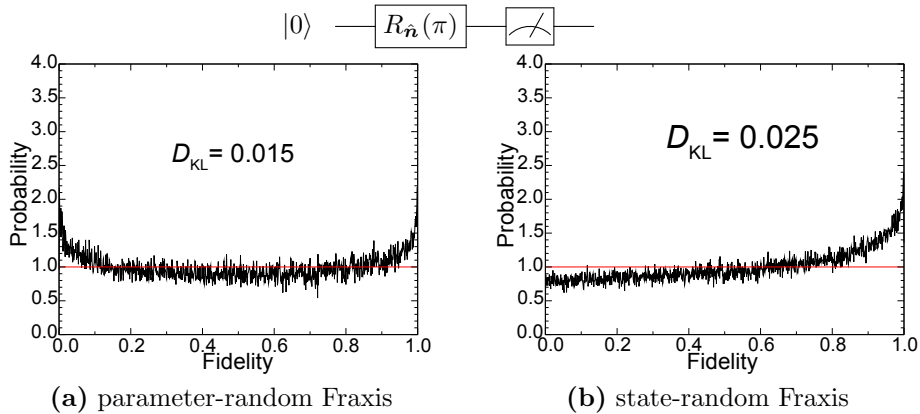 |0⟩ R_n̂(π)
4.0 4.0
3.5 3.5
3.0 3.0
2.5 2.5
2.0 2.0
1.5 1.5
1.0 1.0
0.5 0.5
0.0 0.0
Probability Probability
D_KL= 0.015 D_KL= 0.025
0.0 0.2 0.4 0.6 0.8 1.0 0.0 0.2 0.4 0.6 0.8 1.0
Fidelity Fidelity
(a) parameter-random Fraxis (b) state-random Fraxis